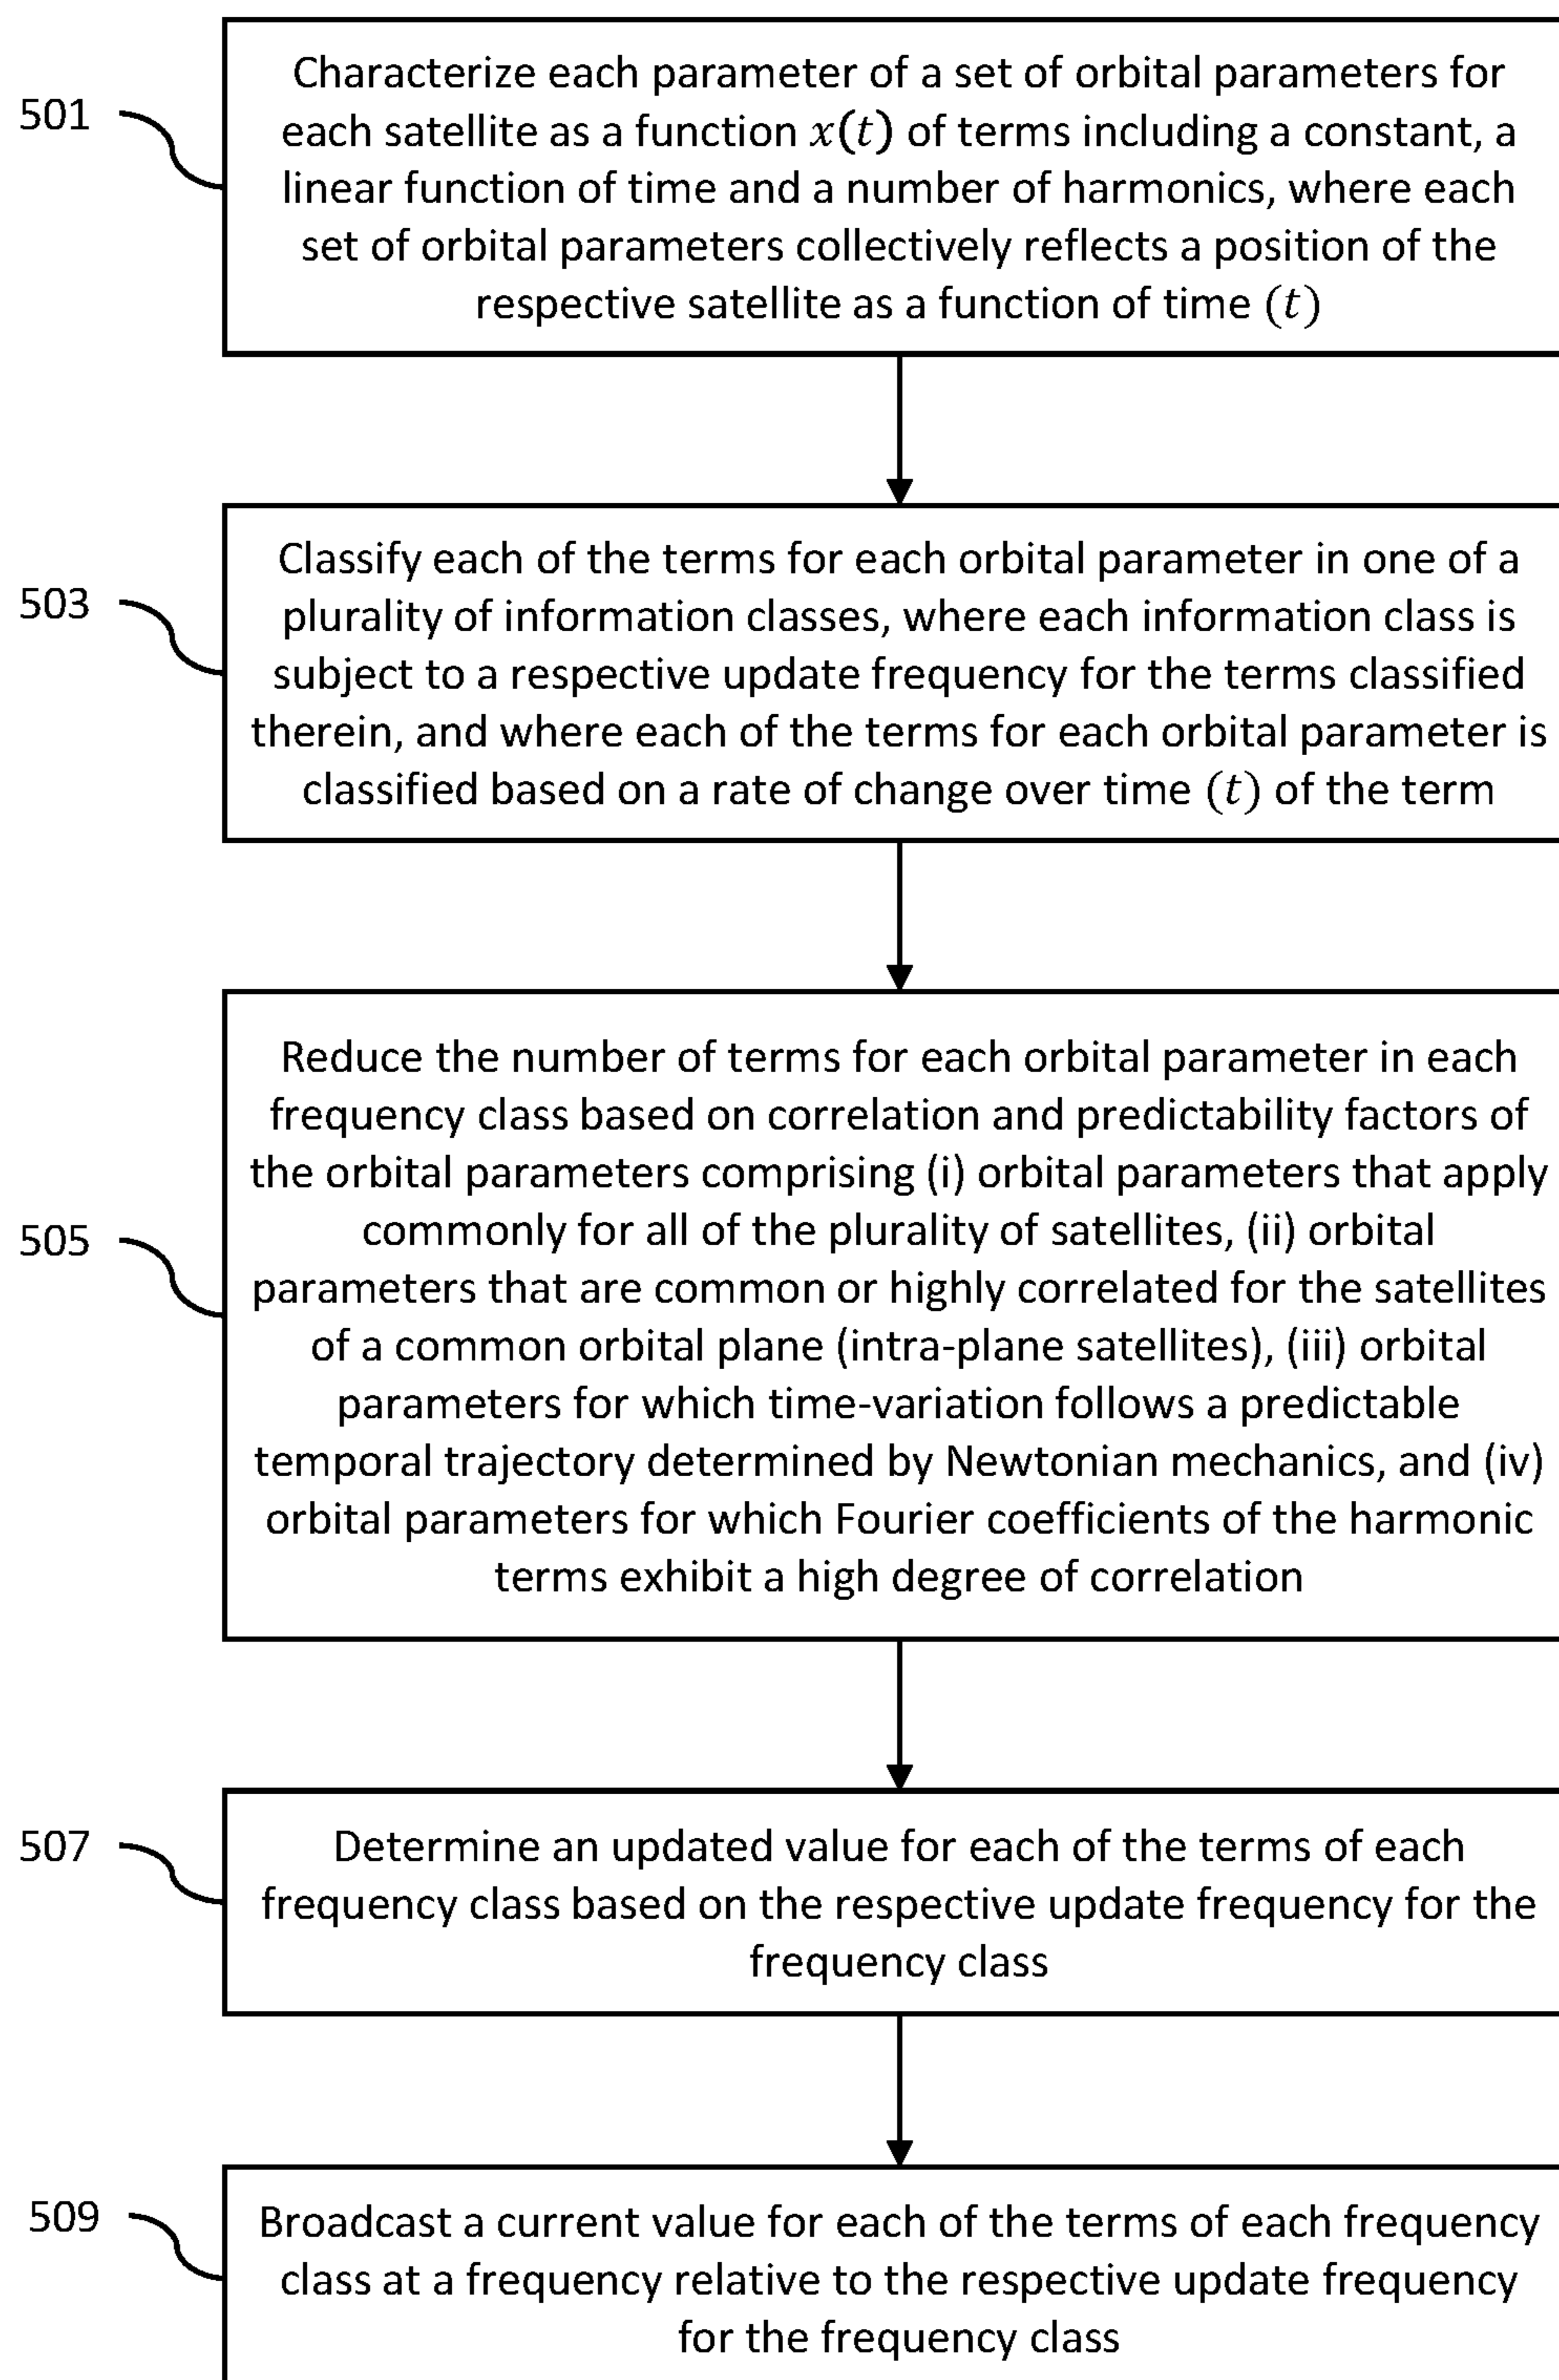 501
Characterize each parameter of a set of orbital parameters for
each satellite as a function x(t) of terms including a constant, a
linear function of time and a number of harmonics, where each
set of orbital parameters collectively reflects a position of the
respective satellite as a function of time (t)
503
Classify each of the terms for each orbital parameter in one of a
plurality of information classes, where each information class is
subject to a respective update frequency for the terms classified
therein, and where each of the terms for each orbital parameter is
classified based on a rate of change over time (t) of the term
505
Reduce the number of terms for each orbital parameter in each
frequency class based on correlation and predictability factors of
the orbital parameters comprising (i) orbital parameters that apply
commonly for all of the plurality of satellites, (ii) orbital
parameters that are common or highly correlated for the satellites
of a common orbital plane (intra-plane satellites), (iii) orbital
parameters for which time-variation follows a predictable
temporal trajectory determined by Newtonian mechanics, and (iv)
orbital parameters for which Fourier coefficients of the harmonic
terms exhibit a high degree of correlation
507
Determine an updated value for each of the terms of each
frequency class based on the respective update frequency for the
frequency class
509
Broadcast a current value for each of the terms of each frequency
class at a frequency relative to the respective update frequency
for the frequency class